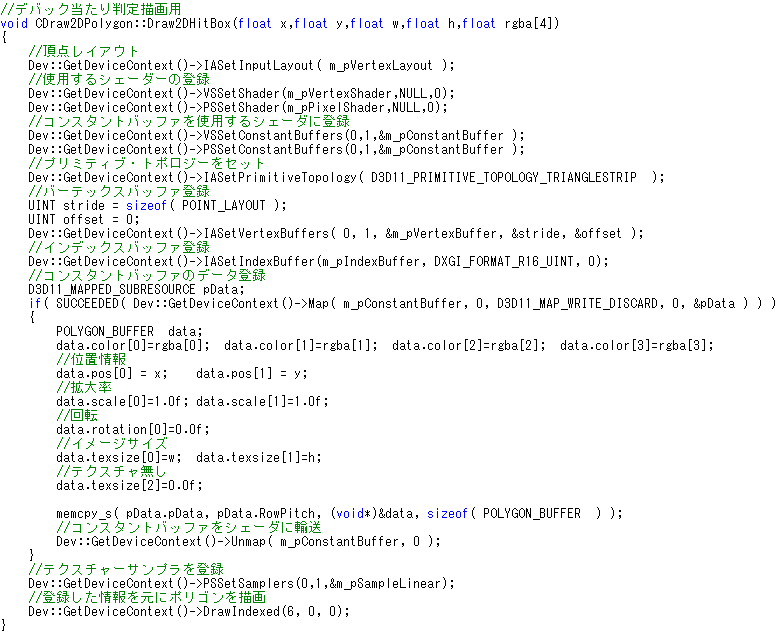 //デバック当たり判定描画用
void CDraw2DPolygon::Draw2DHitBox(float x,float y,float w,float h,float rgba[4])
{
//頂点レイアウト
Dev::GetDeviceContext()->IASetInputLayout( m_pVertexLayout );
//使用するシェーダーの登録
Dev::GetDeviceContext()->VSSetShader(m_pVertexShader,NULL,0);
Dev::GetDeviceContext()->PSSetShader(m_pPixelShader,NULL,0);
//コンスタントバッファを使用するシェーダに登録
Dev::GetDeviceContext()->VSSetConstantBuffers(0,1,&m_pConstantBuffer );
Dev::GetDeviceContext()->PSSetConstantBuffers(0,1,&m_pConstantBuffer );
//プリミティブ・トポロジーをセット
Dev::GetDeviceContext()->IASetPrimitiveTopology( D3D11_PRIMITIVE_TOPOLOGY_TRIANGLESTRIP  );
//バーテックスバッファ登録
UINT stride = sizeof( POINT_LAYOUT );
UINT offset = 0;
Dev::GetDeviceContext()->IASetVertexBuffers( 0, 1, &m_pVertexBuffer, &stride, &offset );
//インデックスバッファ登録
Dev::GetDeviceContext()->IASetIndexBuffer(m_pIndexBuffer, DXGI_FORMAT_R16_UINT, 0);
//コンスタントバッファのデータ登録
D3D11_MAPPED_SUBRESOURCE pData;
if( SUCCEEDED( Dev::GetDeviceContext()->Map( m_pConstantBuffer, 0, D3D11_MAP_WRITE_DISCARD, 0, &pData ) ) )
{
POLYGON_BUFFER  data;
data.color[0]=rgba[0];  data.color[1]=rgba[1];  data.color[2]=rgba[2];  data.color[3]=rgba[3];
//位置情報
data.pos[0] = x;    data.pos[1] = y;
//拡大率
data.scale[0]=1.0f; data.scale[1]=1.0f;
//回転
data.rotation[0]=0.0f;
//イメージサイズ
data.texsize[0]=w;  data.texsize[1]=h;
//テクスチャ無し
data.texsize[2]=0.0f;
memcpy_s( pData.pData, pData.RowPitch, (void*)&data, sizeof( POLYGON_BUFFER  ) );
//コンスタントバッファをシェーダに輸送
Dev::GetDeviceContext()->Unmap( m_pConstantBuffer, 0 );
}
//テクスチャーサンプラを登録
Dev::GetDeviceContext()->PSSetSamplers(0,1,&m_pSampleLinear);
//登録した情報を元にポリゴンを描画
Dev::GetDeviceContext()->DrawIndexed(6, 0, 0);
}